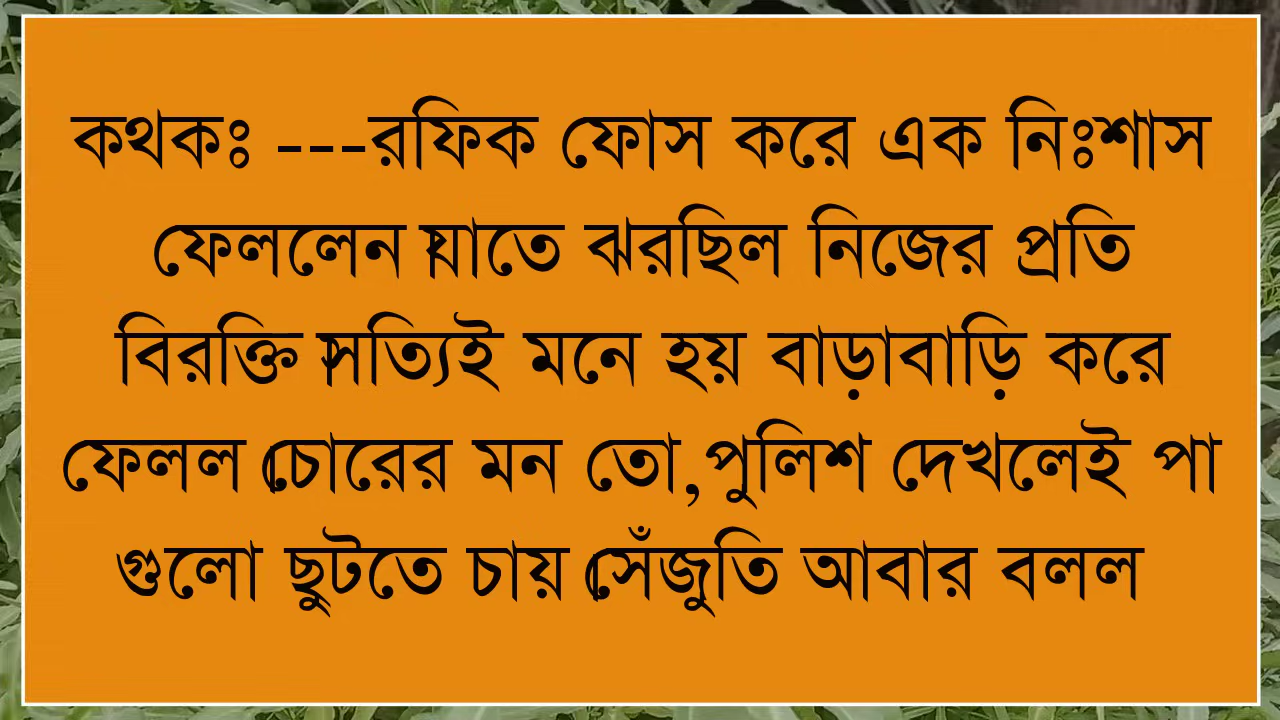 কথকঃ ---রফিক ফোস করে এক নিঃশাস
ফেললেন।যাতে ঝরছিল নিজের প্রতি
বিরক্তি।সত্যিই মনে হয় বাড়াবাড়ি করে
ফেলল।চোরের মন তো,পুলিশ দেখলেই পা
গুলো ছুটতে চায়।সেঁজুতি আবার বলল